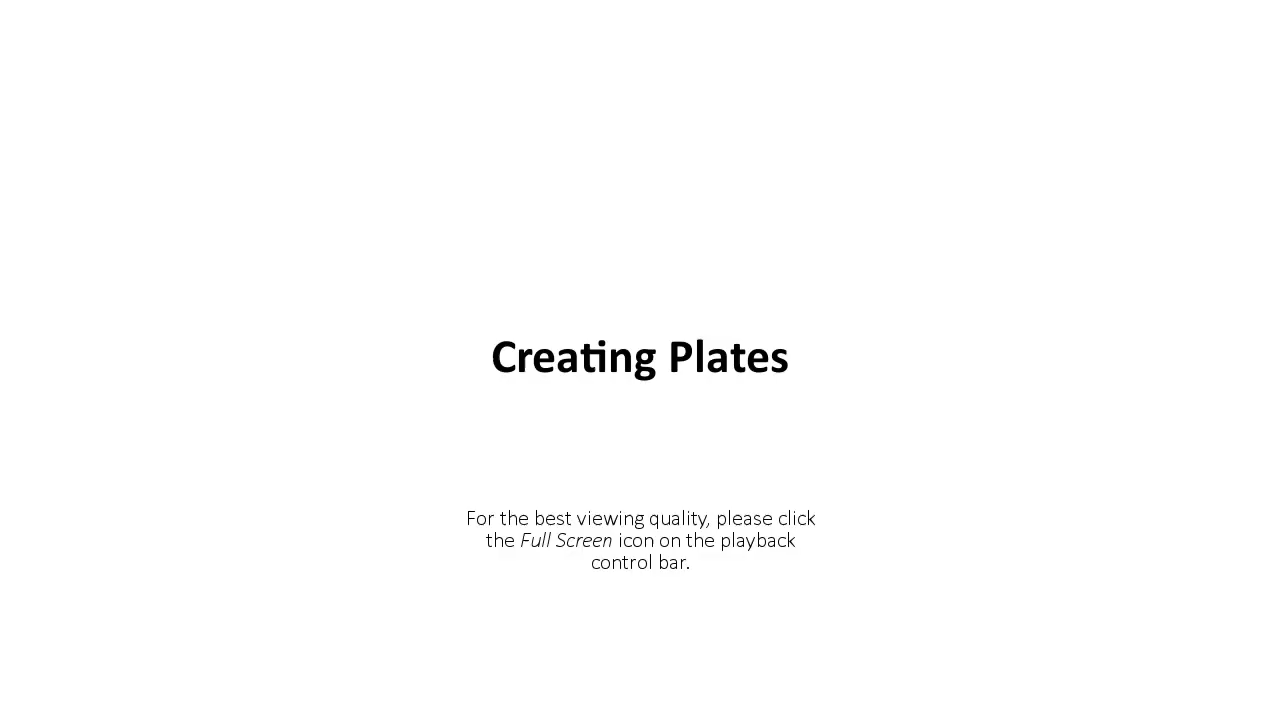 Creating Plates
For the best viewing quality, please click
the Full Screen icon on the playback
control bar.